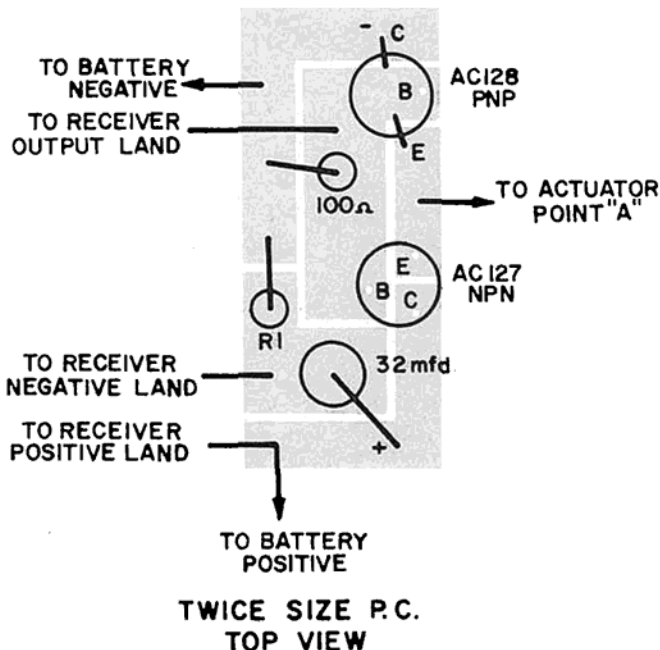 - C
TO BATTERY
NEGATIVE
B
AC128
PNP
TO RECEIVER
OUTPUT LAND
E
100Ω
TO ACTUATOR
POINT "A"
E
B C
AC127
NPN
R1
32mfd
TO RECEIVER
NEGATIVE LAND
TO RECEIVER
POSITIVE LAND
+
TO BATTERY
POSITIVE
TWICE SIZE P.C.
TOP VIEW